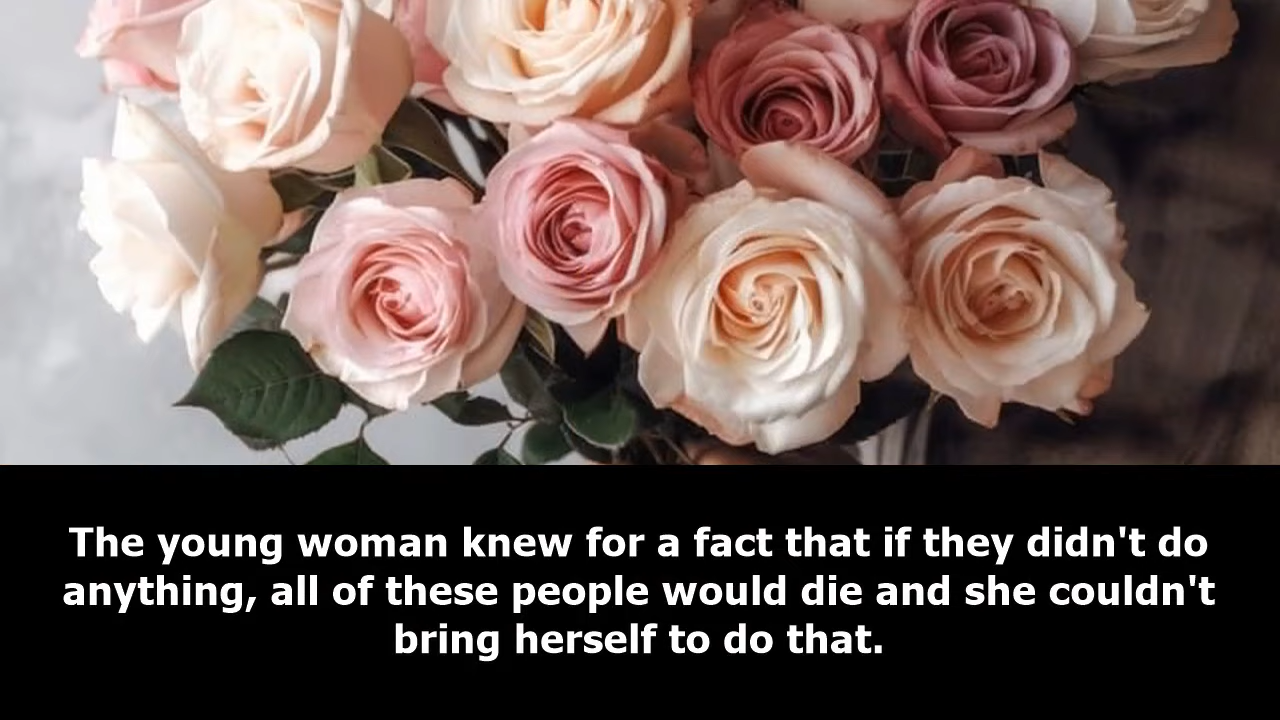 The young woman knew for a fact that if they didn't do
anything, all of these people would die and she couldn't
bring herself to do that.